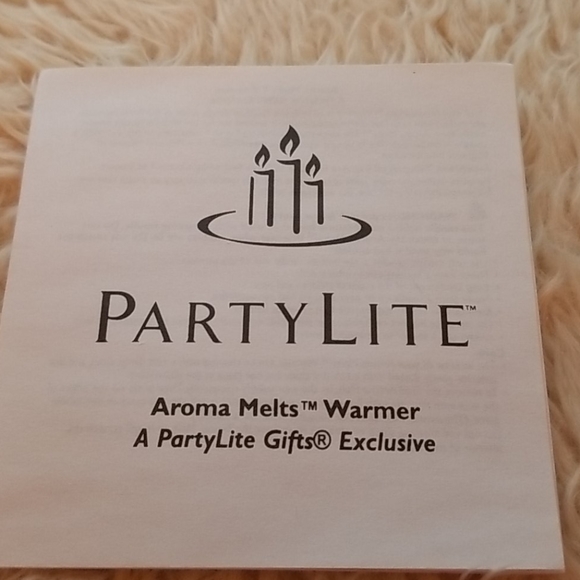 PARTYLITE™
Aroma Melts™ Warmer
A PartyLite Gifts® Exclusive